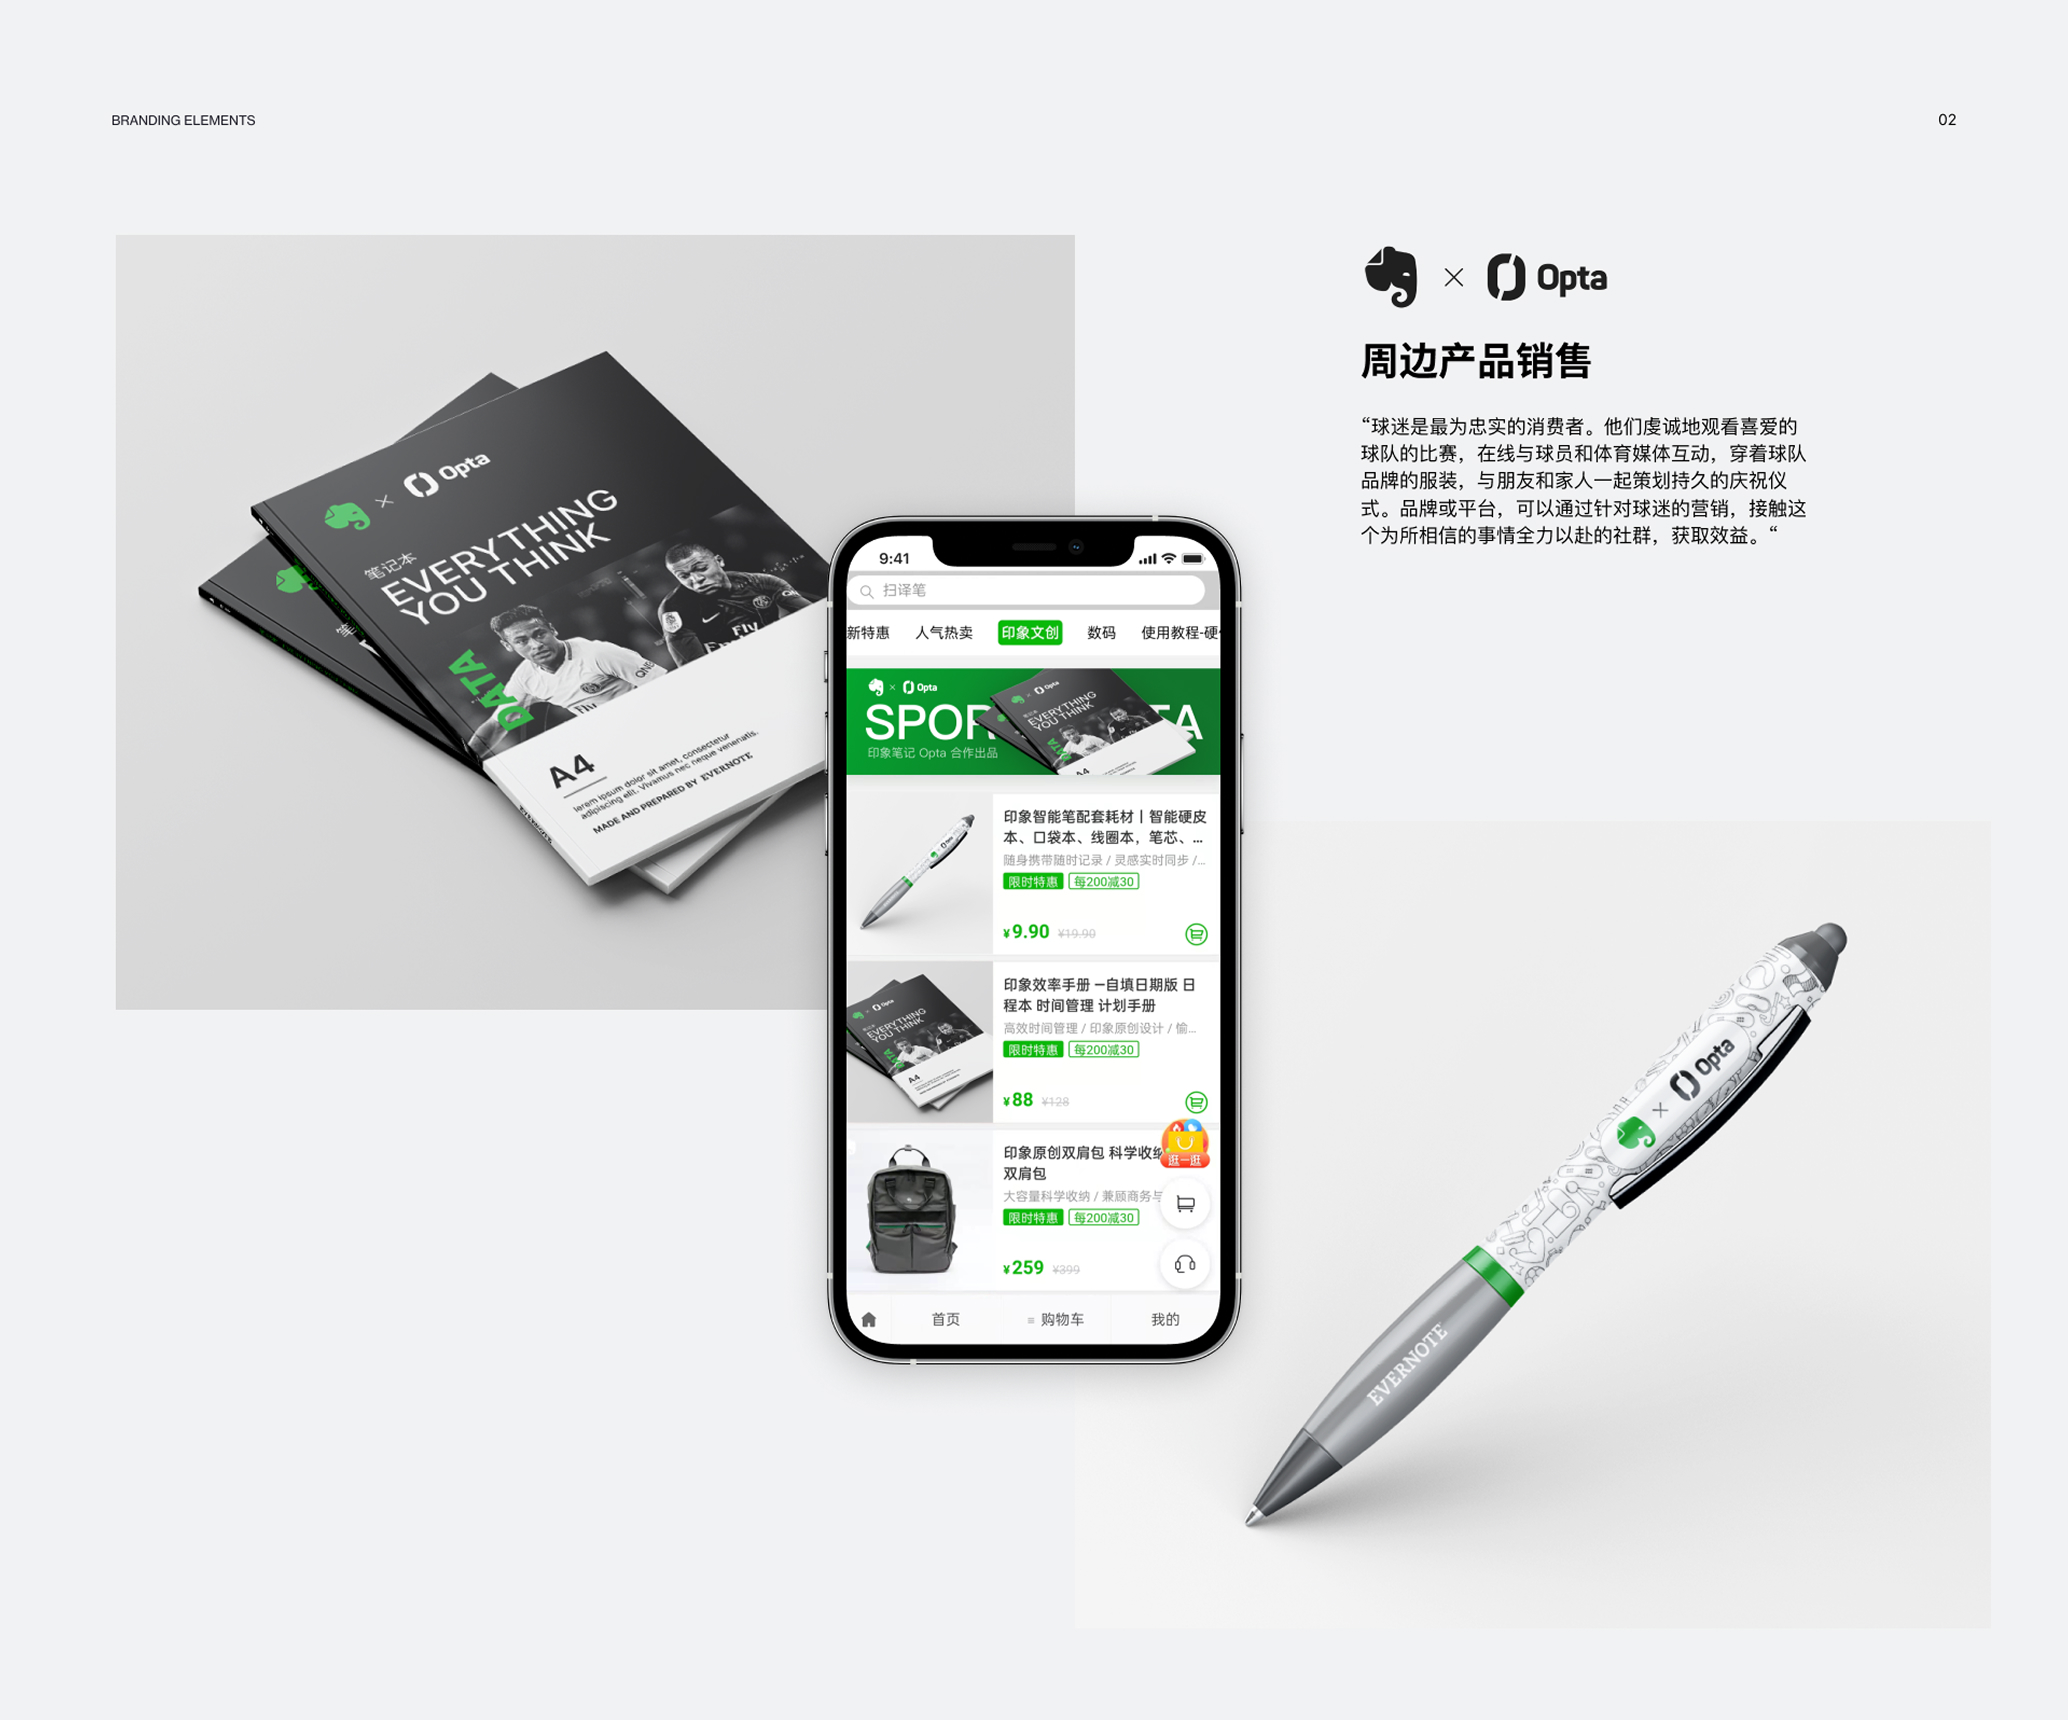 BRANDING ELEMENTS
02
Opta
周边产品销售
“球迷是最为忠实的消费者。他们虔诚地观看喜爱的
球队的比赛，在线与球员和体育媒体互动，穿着球队
品牌的服装，与朋友和家人一起策划持久的庆祝仪
式。品牌或平台，可以通过针对球迷的营销，接触这
个为所相信的事情全力以赴的社群，获取效益。“
Opta
笔记本
EVERYTHING
YOU THINK
DATA
Fly
A4
lorem ipsum dolor sit amet, consectetur
adipiscing elit. Vivamus nec neque venenatis.
MADE AND PREPARED BY EVERNOTE
9:41
扫译笔
新特惠
人气热卖
印象文创
数码
使用教程-硬
Opta
SPOR
TA
印象笔记 Opta 合作出品
Opta
EVERYTHING
YOU THINK
DATA
A4
印象智能笔配套耗材丨智能硬皮
本、口袋本、线圈本，笔芯、...
随身携带随时记录 / 灵感实时同步 /...
限时特惠
每200减30
¥9.90 ¥19.90
Opta
EVERYTHING
YOU THINK
DATA
A4
印象效率手册 —自填日期版 日
程本 时间管理 计划手册
高效时间管理 / 印象原创设计 / 愉...
限时特惠
每200减30
¥88 ¥128
印象原创双肩包 科学收纳
双肩包
大容量科学收纳 / 兼顾商务与
限时特惠
每200减30
¥259 ¥399
逛一逛
首页
购物车
我的
Opta
EVERNOTE